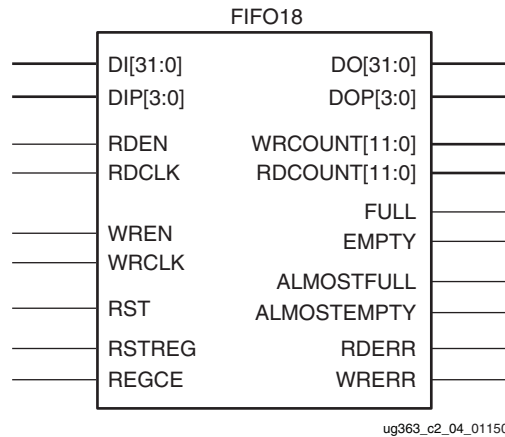 FIFO18
DI[31:0]
DO[31:0]
DIP[3:0]
DOP[3:0]
RDEN
WRCOUNT[11:0]
RDCLK
RDCOUNT[11:0]
FULL
WREN
EMPTY
WRCLK
ALMOSTFULL
RST
ALMOSTEMPTY
RSTREG
RDERR
REGCE
WRERR
ug363_c2_04_01150